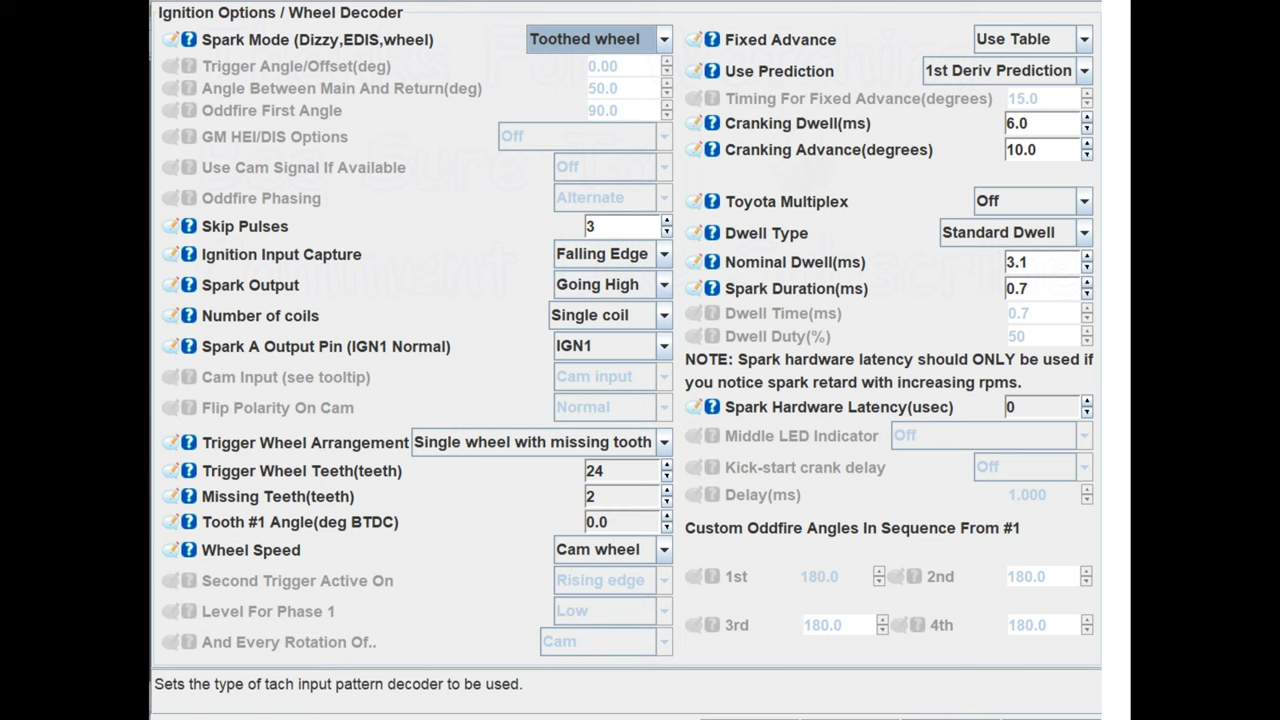 Ignition Options / Wheel Decoder
Spark Mode (Dizzy,EDIS,wheel) Toothed wheel
Trigger Angle/Offset(deg) 0.00
Angle Between Main And Return(deg) 50.0
Oddfire First Angle 90.0
GM HEI/DIS Options Off
Use Cam Signal If Available Off
Oddfire Phasing Alternate
Skip Pulses 3
Ignition Input Capture Falling Edge
Spark Output Going High
Number of coils Single coil
Spark A Output Pin (IGN1 Normal) IGN1
Cam Input (see tooltip) Cam input
Flip Polarity On Cam Normal
Trigger Wheel Arrangement Single wheel with missing tooth
Trigger Wheel Teeth(teeth) 24
Missing Teeth(teeth) 2
Tooth #1 Angle(deg BTDC) 0.0
Wheel Speed Cam wheel
Second Trigger Active On Rising edge
Level For Phase 1 Low
And Every Rotation Of.. Cam
Fixed Advance Use Table
Use Prediction 1st Deriv Prediction
Timing For Fixed Advance(degrees) 15.0
Cranking Dwell(ms) 6.0
Cranking Advance(degrees) 10.0
Toyota Multiplex Off
Dwell Type Standard Dwell
Nominal Dwell(ms) 3.1
Spark Duration(ms) 0.7
Dwell Time(ms) 0.7
Dwell Duty(%) 50
NOTE: Spark hardware latency should ONLY be used if
you notice spark retard with increasing rpms.
Spark Hardware Latency(usec) 0
Middle LED Indicator Off
Kick-start crank delay Off
Delay(ms) 1.000
Custom Oddfire Angles In Sequence From #1
1st 180.0 2nd 180.0
3rd 180.0 4th 180.0
Sets the type of tach input pattern decoder to be used.